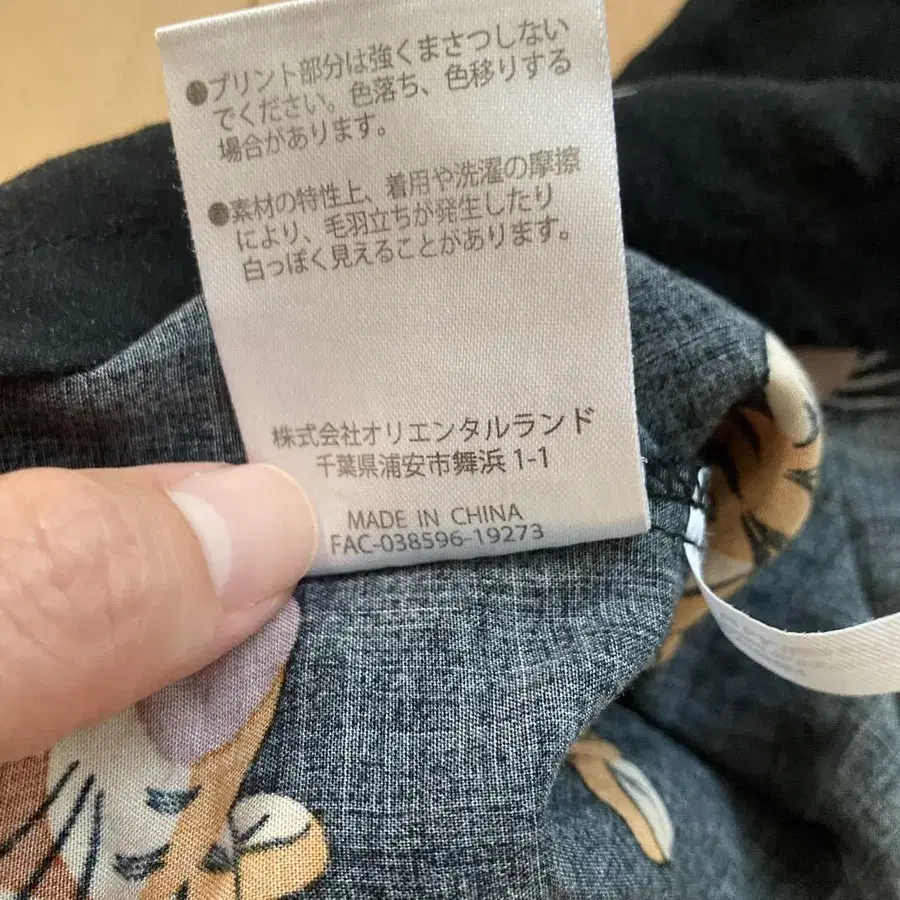 ●プリント部分は強くまさつしない
でください。色落ち、色移りする
場合があります。
●素材の特性上、着用や洗濯の摩擦
により、毛羽立ちが発生したり
白っぽく見えることがあります。
株式会社オリエンタルランド
千葉県浦安市舞浜 1-1
MADE IN CHINA
FAC-038596-19273